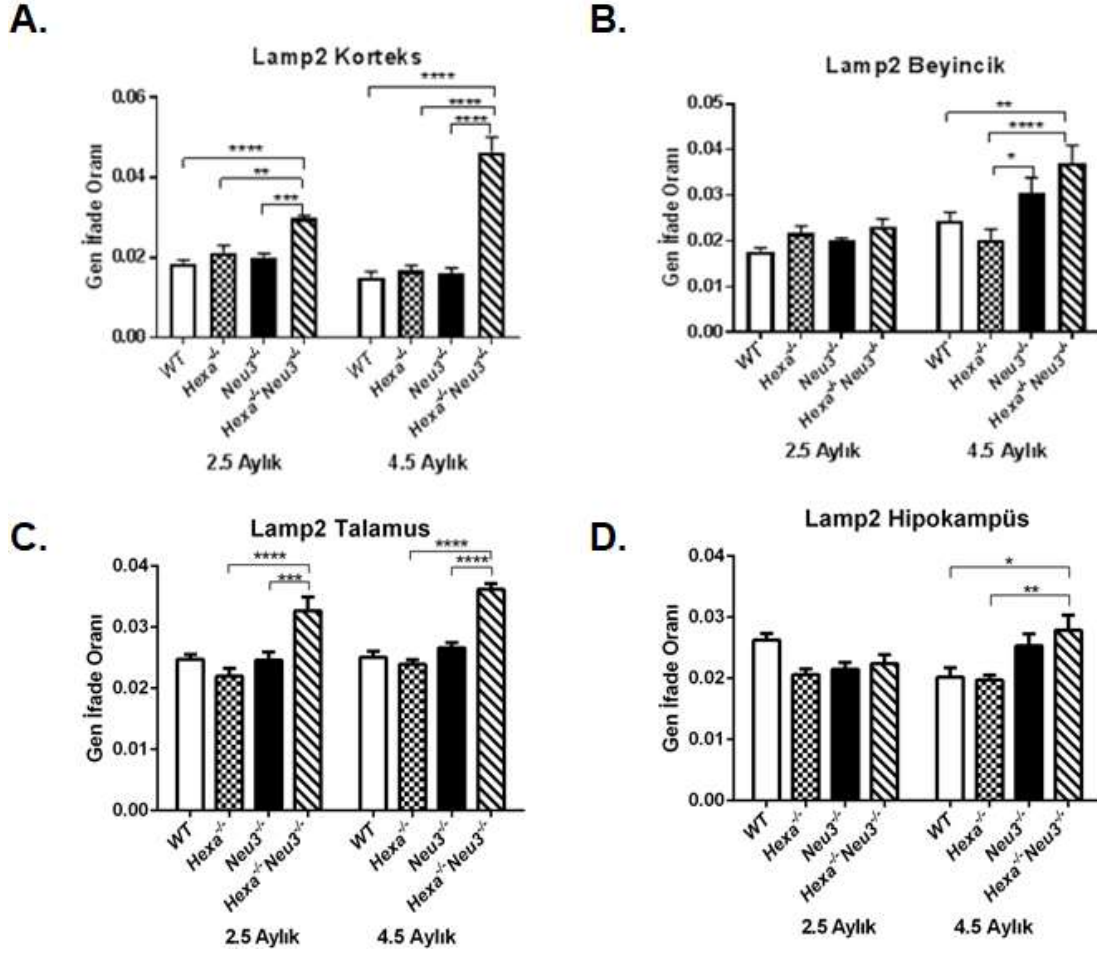 A.
Lamp2 Korteks
Gen İfade Oranı
0.06
0.04
0.02
0.00
****
**
***
****
****
****
WT
Hexa-/-
Neu3-/-
Hexa-/-Neu3-/-
WT
Hexa-/-
Neu3-/-
Hexa-/-Neu3-/-
2.5 Aylık
4.5 Aylık
B.
Lamp2 Beyincik
Gen İfade Oranı
0.05
0.04
0.03
0.02
0.01
0.00
**
****
*
WT
Hexa-/-
Neu3-/-
Hexa-/-Neu3-/-
WT
Hexa-/-
Neu3-/-
Hexa-/-Neu3-/-
2.5 Aylık
4.5 Aylık
C.
Lamp2 Talamus
Gen İfade Oranı
0.04
0.03
0.02
0.01
0.00
****
***
****
****
WT
Hexa-/-
Neu3-/-
Hexa-/-Neu3-/-
WT
Hexa-/-
Neu3-/-
Hexa-/-Neu3-/-
2.5 Aylık
4.5 Aylık
D.
Lamp2 Hipokampüs
Gen İfade Oranı
0.04
0.03
0.02
0.01
0.00
*
**
WT
Hexa-/-
Neu3-/-
Hexa-/-Neu3-/-
WT
Hexa-/-
Neu3-/-
Hexa-/-Neu3-/-
2.5 Aylık
4.5 Aylık